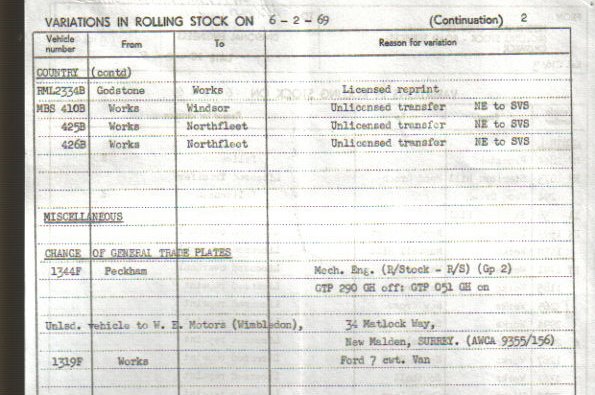 VARIATIONS IN ROLLING STOCK ON 6 - 2 - 69 (Continuation) 2
Vehicle number From To Reason for variation
COUNTRY (contd)
RML2334B Godstone Works Licensed reprint
MBS 410B Works Windsor Unlicensed transfer NE to SVS
425B Works Northfleet Unlicensed transfer NE to SVS
426B Works Northfleet Unlicensed transfer NE to SVS
MISCELLANEOUS
CHANGE OF GENERAL TRADE PLATES
1344F Peckham Mech. Eng. (R/Stock - R/S) (Gp 2)
GTP 290 GH off: GTP 051 GH on
Unlsd. vehicle to W. E. Motors (Wimbledon), 34 Matlock Way,
New Malden, SURREY. (AWCA 9355/156)
1319F Works Ford 7 cwt. Van